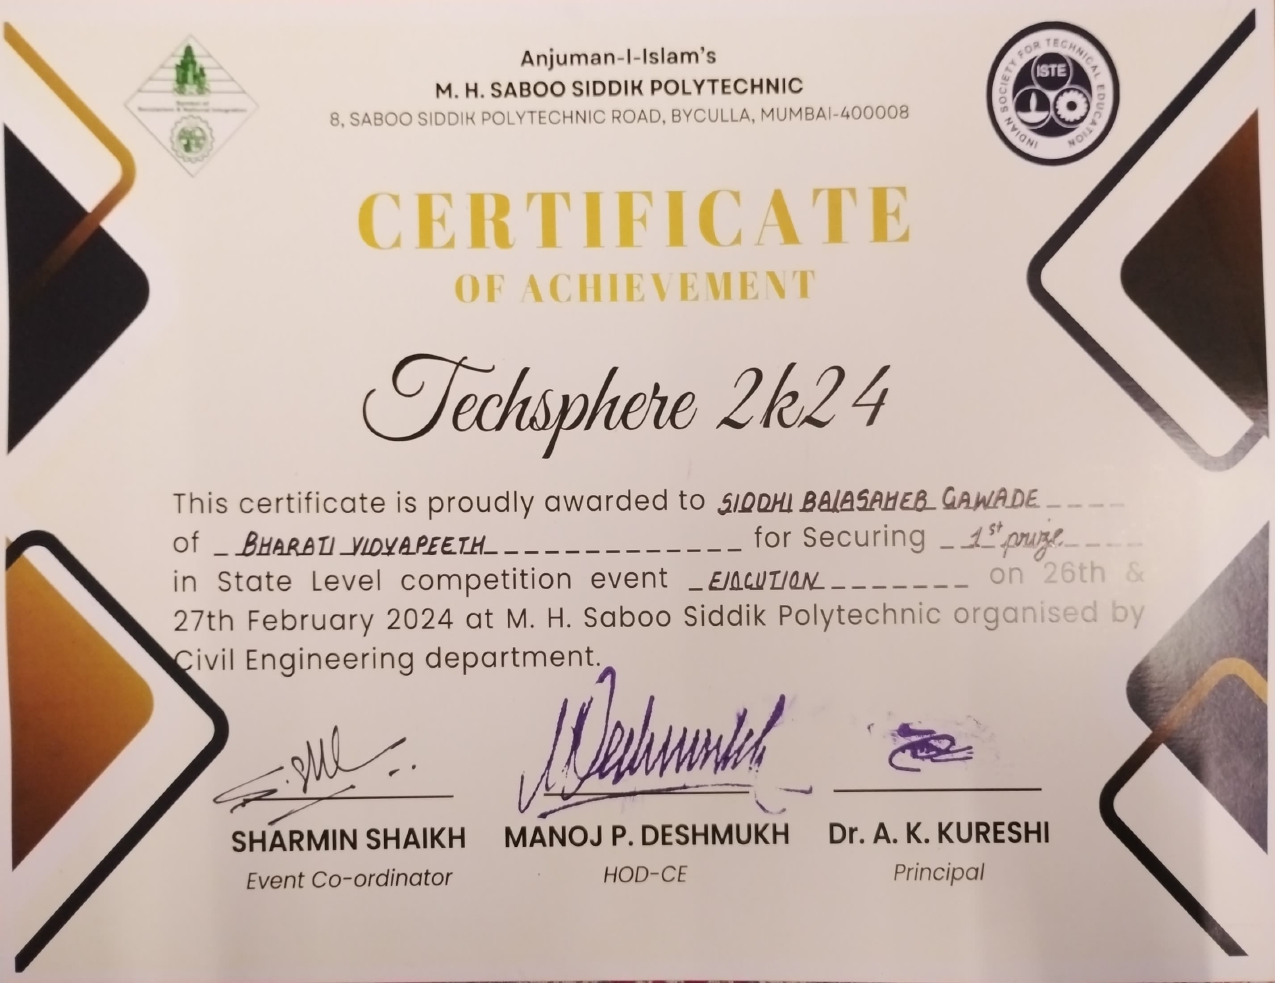 Anjuman-I-Islam's
M. H. SABOO SIDDIK POLYTECHNIC
8, SABOO SIDDIK POLYTECHNIC ROAD, BYCULLA, MUMBAI-400008
INDIAN SOCIETY FOR TECHNICAL EDUCATION
ISTE
CERTIFICATE
OF ACHIEVEMENT
Techsphere 2k24
This certificate is proudly awarded to SIDDHI BALASAHEB GAWADE
of BHARATI VIDYAPEETH for Securing 1st prize
in State Level competition event ELOCUTION on 26th &
27th February 2024 at M. H. Saboo Siddik Polytechnic organised by
Civil Engineering department.
SHARMIN SHAIKH MANOJ P. DESHMUKH Dr. A. K. KURESHI
Event Co-ordinator HOD-CE Principal